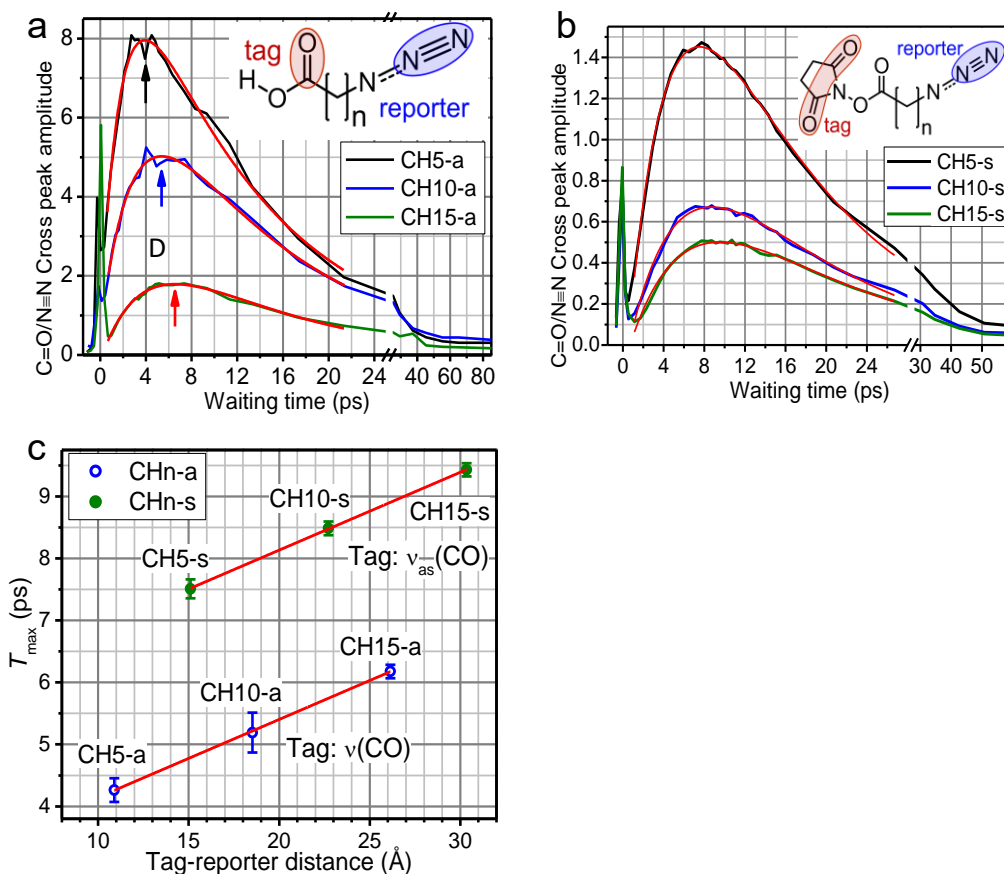 a
C=O/N≡N Cross peak amplitude
8
6
4
2
0
tag
O
H
O
n
N
N
N
reporter
CH5-a
CH10-a
CH15-a
D
0 4 8 12 16 20 24 40 60 80
Waiting time (ps)
b
C=O/N≡N Cross peak amplitude
1.4
1.2
1.0
0.8
0.6
0.4
0.2
0.0
reporter
O
N
O
O
O
n
N
N
N
tag
CH5-s
CH10-s
CH15-s
0 4 8 12 16 20 24 30 40 50
Waiting time (ps)
c
CHn-a
CHn-s
Tmax (ps)
9
8
7
6
5
4
CH5-s
CH10-s
CH15-s
Tag: νas(CO)
CH5-a
CH10-a
CH15-a
Tag: ν(CO)
10 15 20 25 30
Tag-reporter distance (Å)